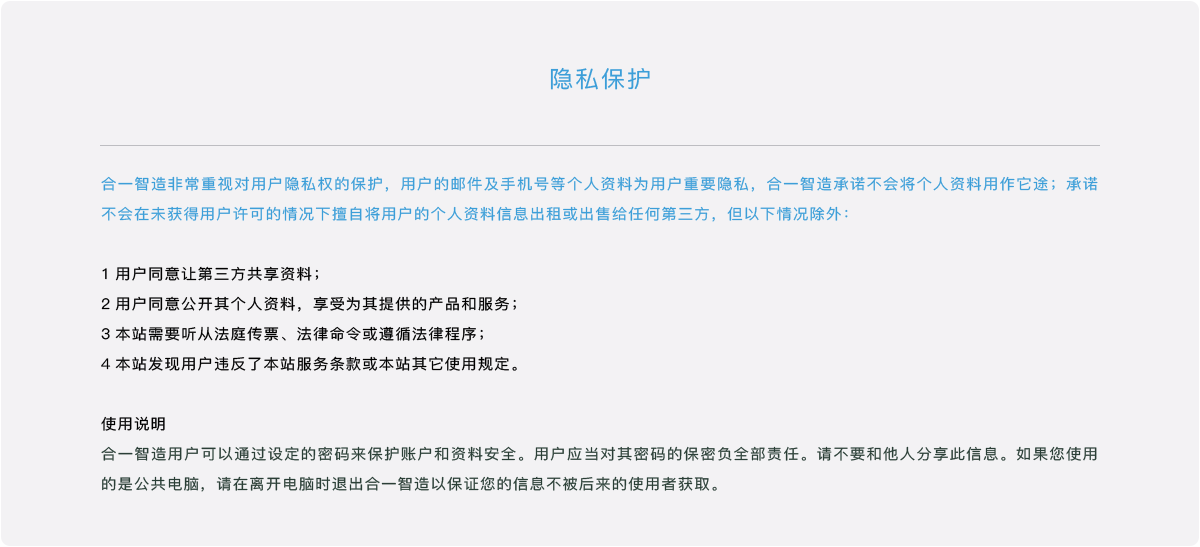 隐私保护
合一智造非常重视对用户隐私权的保护，用户的邮件及手机号等个人资料为用户重要隐私，合一智造承诺不会将个人资料用作它途；承诺
不会在未获得用户许可的情况下擅自将用户的个人资料信息出租或出售给任何第三方，但以下情况除外：
1 用户同意让第三方共享资料；
2 用户同意公开其个人资料，享受为其提供的产品和服务；
3 本站需要听从法庭传票、法律命令或遵循法律程序；
4 本站发现用户违反了本站服务条款或本站其它使用规定。
使用说明
合一智造用户可以通过设定的密码来保护账户和资料安全。用户应当对其密码的保密负全部责任。请不要和他人分享此信息。如果您使用
的是公共电脑，请在离开电脑时退出合一智造以保证您的信息不被后来的使用者获取。